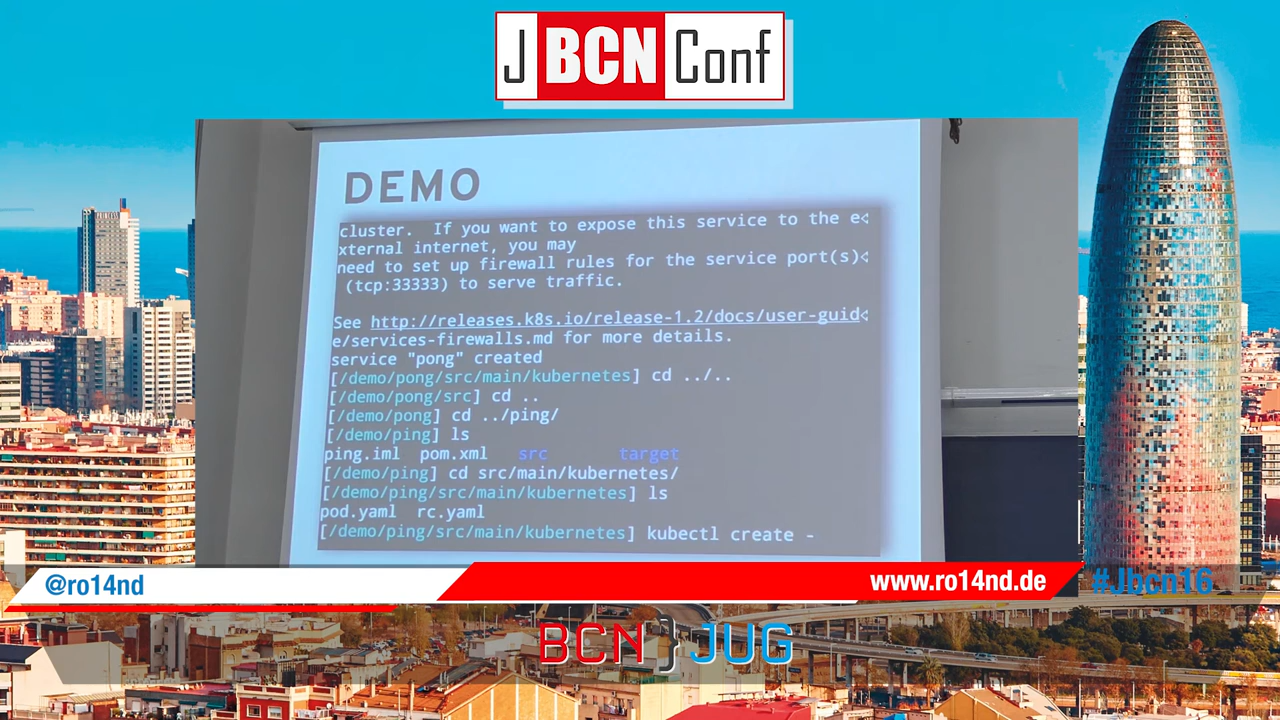 J BCN Conf
DEMO
cluster.  If you want to expose this service to the e
xternal internet, you may
need to set up firewall rules for the service port(s)
(tcp:33333) to serve traffic.
See http://releases.k8s.io/release-1.2/docs/user-guid
e/services-firewalls.md for more details.
service "pong" created
[/demo/pong/src/main/kubernetes] cd ../..
[/demo/pong/src] cd ..
[/demo/pong] cd ../ping/
[/demo/ping] ls
ping.iml  pom.xml  src  target
[/demo/ping] cd src/main/kubernetes/
[/demo/ping/src/main/kubernetes] ls
pod.yaml  rc.yaml
[/demo/ping/src/main/kubernetes] kubectl create -
@ro14nd
www.ro14nd.de
#Jbcn16
BCN JUG